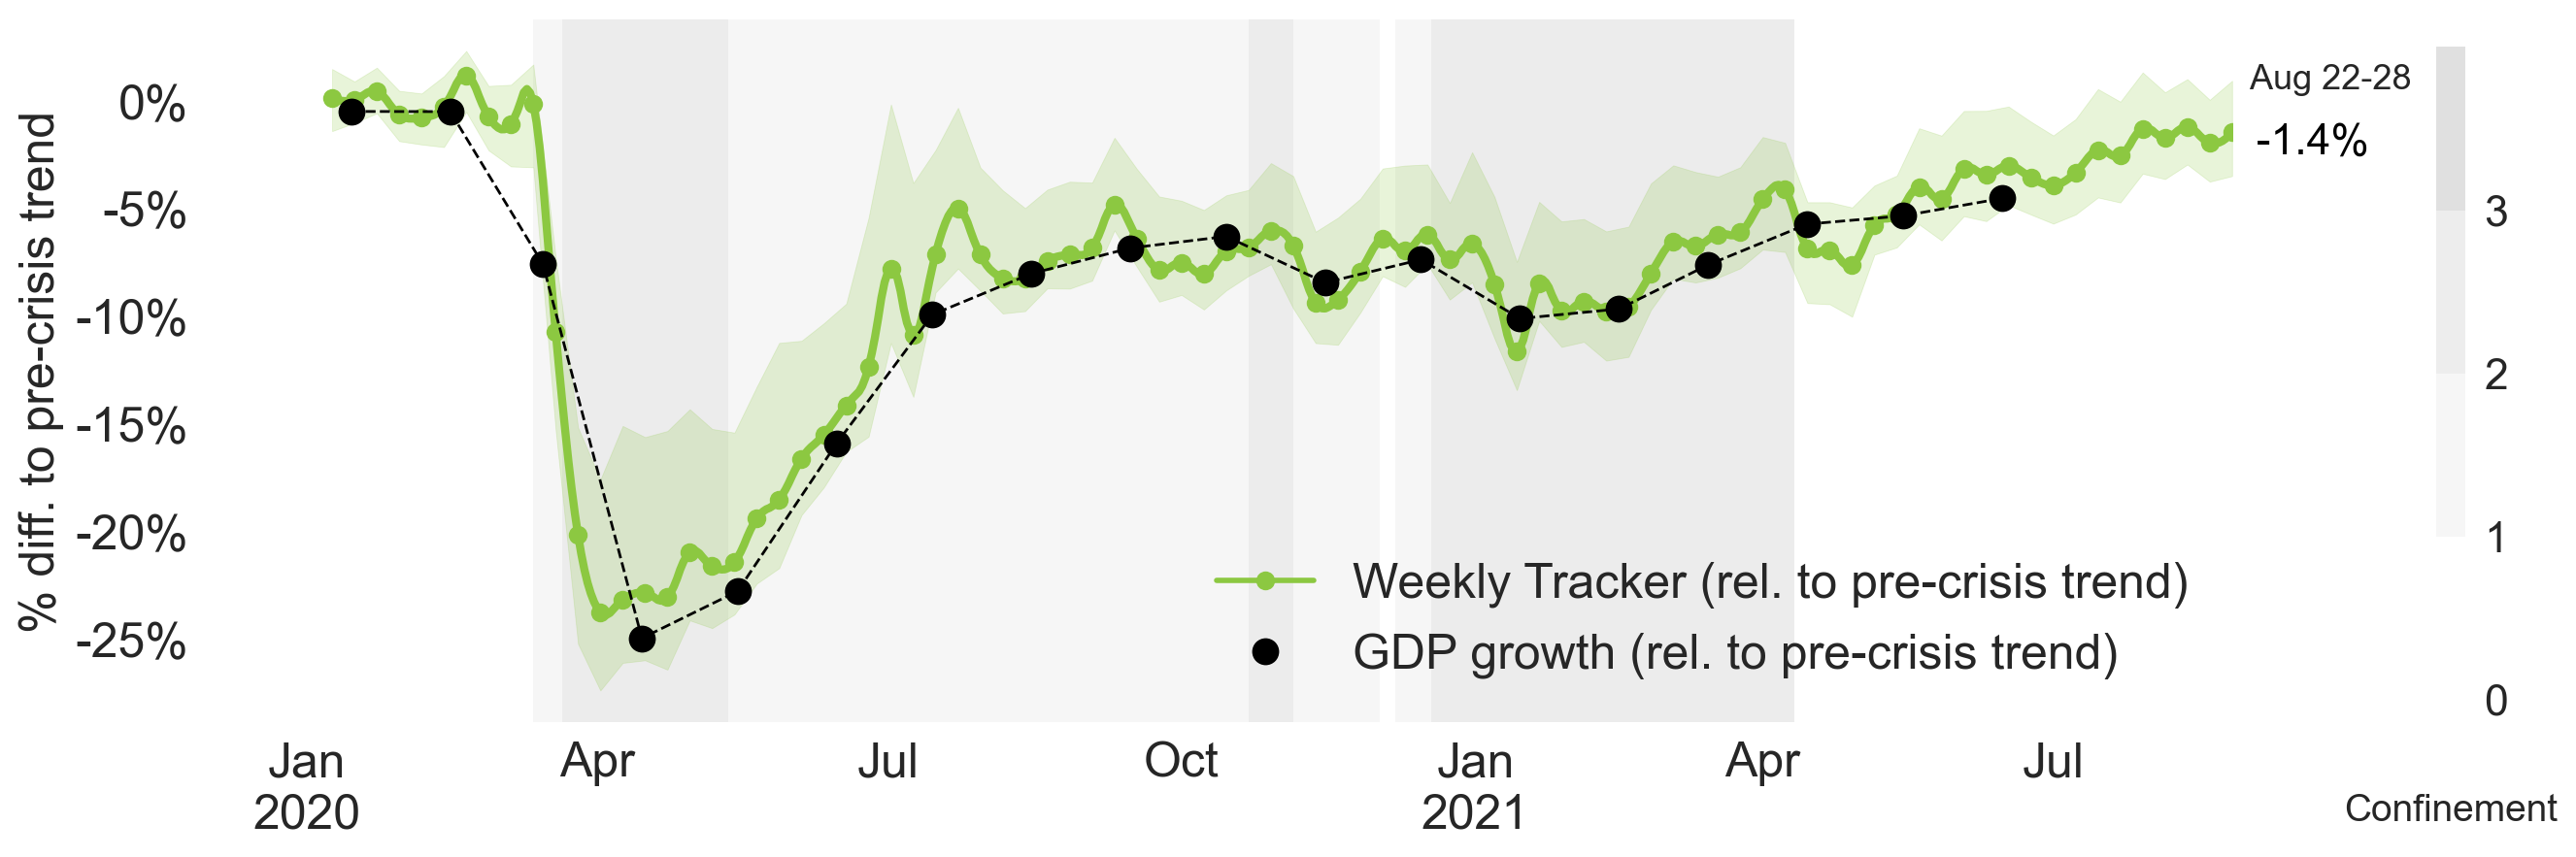 % diff. to pre-crisis trend
0%
-5%
-10%
-15%
-20%
-25%
Aug 22-28
-1.4%
Weekly Tracker (rel. to pre-crisis trend)
GDP growth (rel. to pre-crisis trend)
3
2
1
0
Jan Apr Jul Oct Jan Apr Jul
2020 2021
Confinement